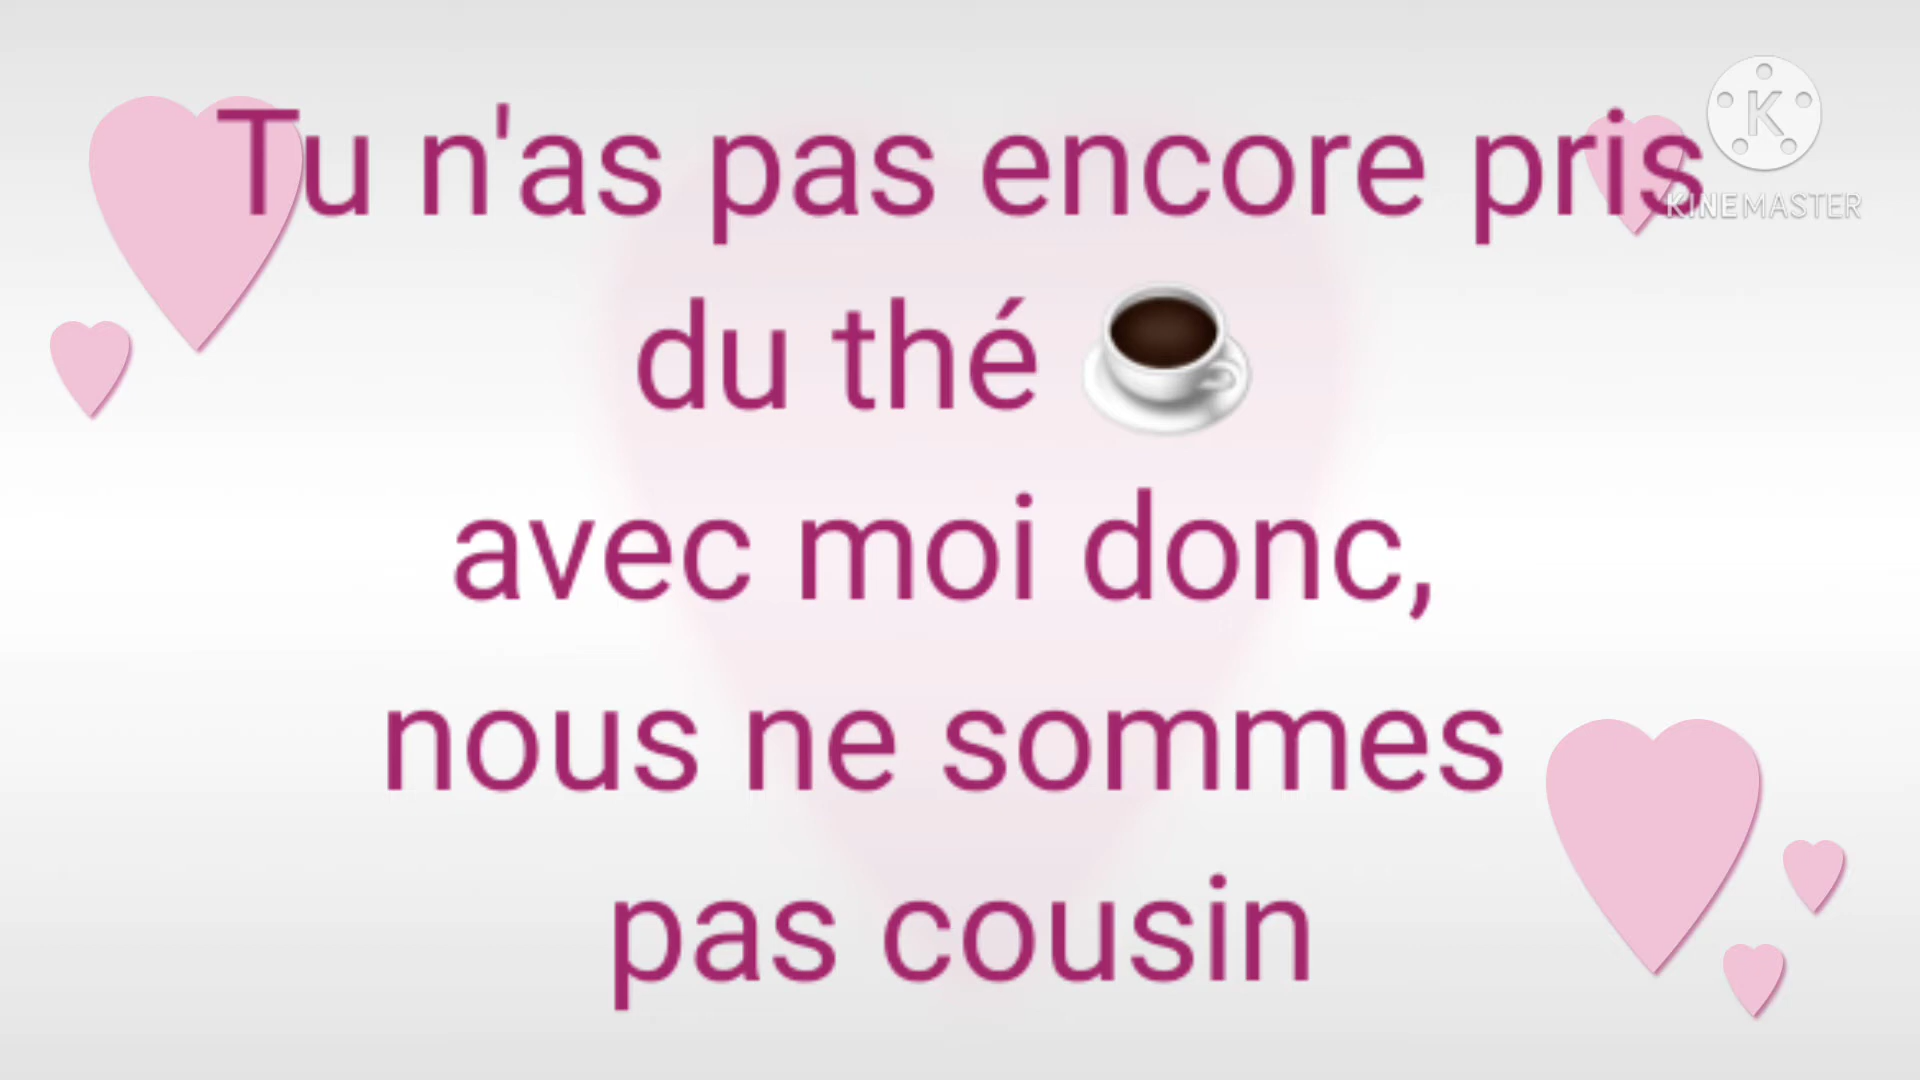 Tu n'as pas encore pris
du thé ☕
avec moi donc,
nous ne sommes
pas cousin
K
KINEMASTER